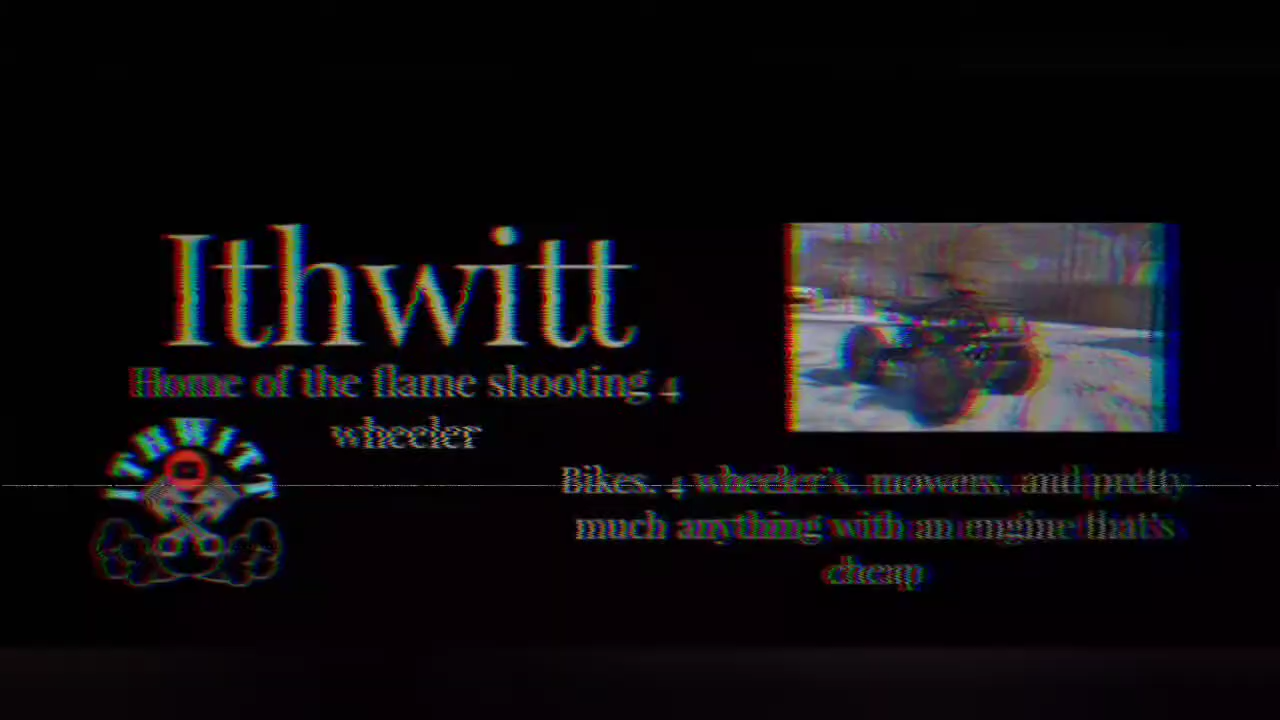 Ithwitt
Home of the flame shooting 4
wheeler
ITHWITT
Bikes, 4 wheeler's, mowers, and pretty
much anything with an engine that's
cheap